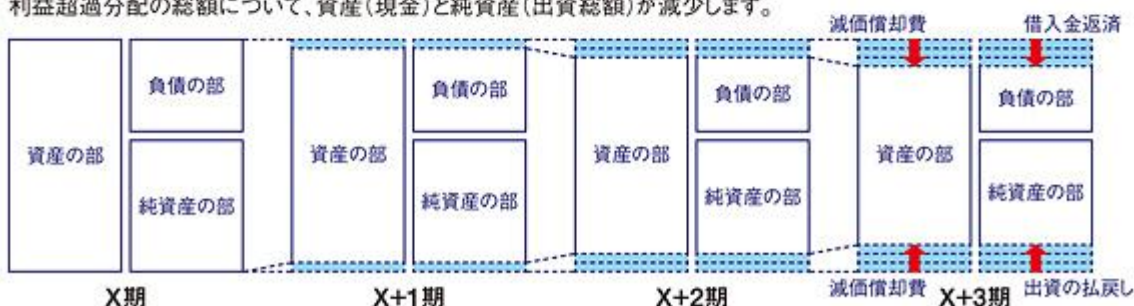 利益超過分配の総額について、資産（現金）と純資産（出資総額）が減少します。
減価償却費 借入金返済
負債の部 負債の部 負債の部 負債の部
資産の部 資産の部 資産の部 資産の部
純資産の部 純資産の部 純資産の部 純資産の部
減価償却費 出資の払戻し
X期 X+1期 X+2期 X+3期